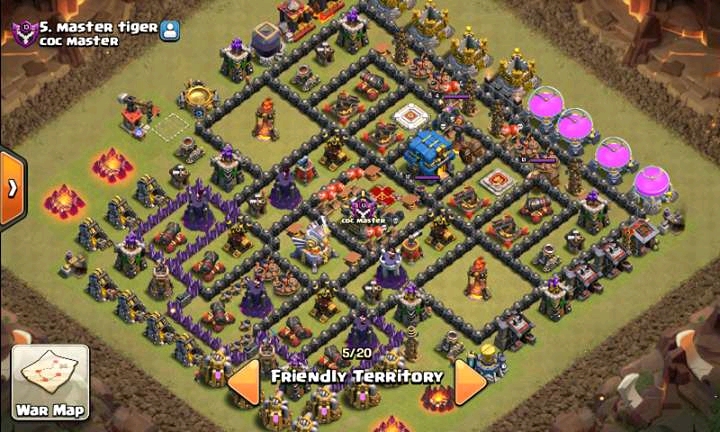 5. Master tiger
coc master
coc master
5/20
Friendly Territory
War Map